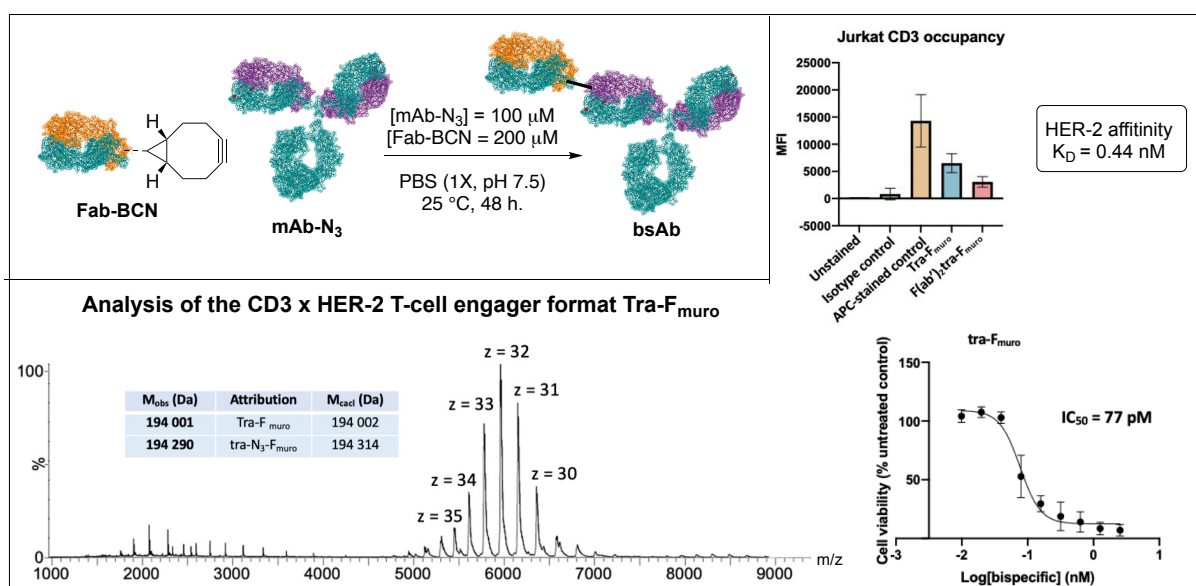 H
H
Fab-BCN
mAb-N₃
[mAb-N₃] = 100 μM
[Fab-BCN = 200 μM
PBS (1X, pH 7.5)
25 °C, 48 h.
bsAb
Jurkat CD3 occupancy
MFI
25000
20000
15000
10000
5000
0
-5000
Unstained
Isotype control
APC-stained control
Tra-Fmuro
F(ab')₂tra-Fmuro
HER-2 affitinity
K_D = 0.44 nM
Analysis of the CD3 x HER-2 T-cell engager format Tra-Fmuro
100
%
0
Mobs (Da) Attribution Mcacl (Da)
194 001 Tra-F muro 194 002
194 290 tra-N₃-Fmuro 194 314
z = 35
z = 34
z = 33
z = 32
z = 31
z = 30
1000 2000 3000 4000 5000 6000 7000 8000 9000 m/z
tra-Fmuro
Cell viability (% untreated control)
150
100
50
IC₅₀ = 77 pM
-3 -2 -1 0 1
Log[bispecific] (nM)